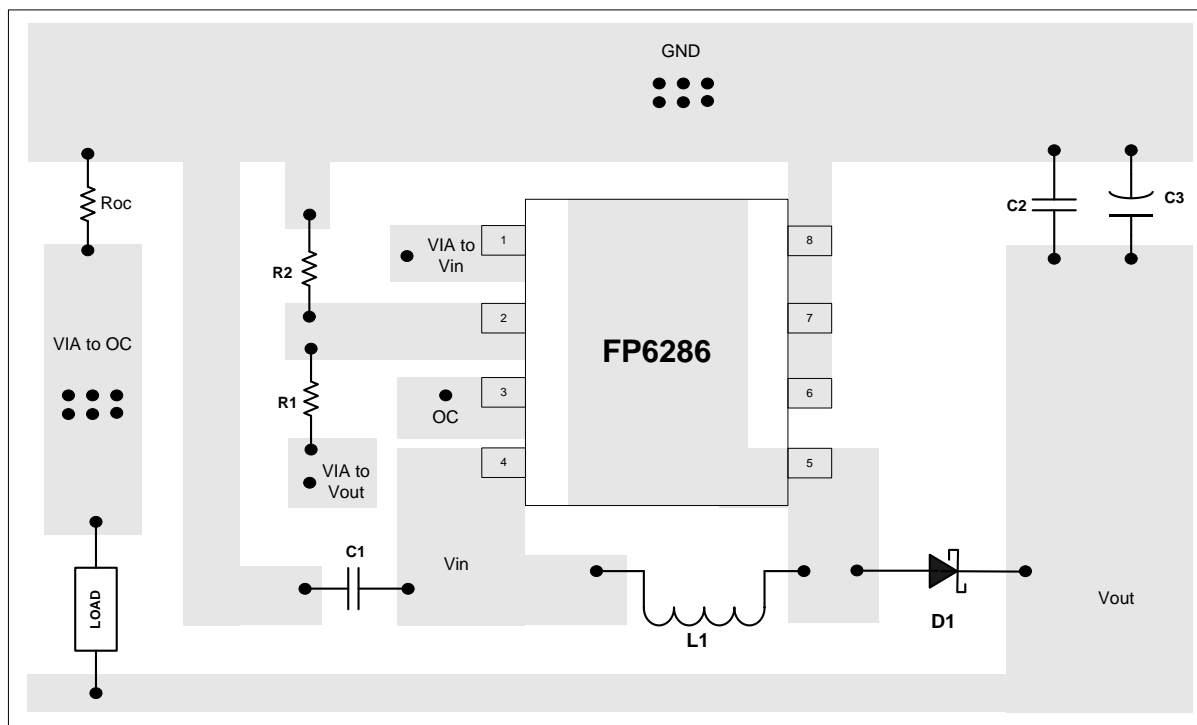 GND
Roc
C2
C3
R2
VIA to
Vin
1
8
2
7
VIA to OC
FP6286
R1
3
6
OC
4
5
VIA to
Vout
C1
Vin
LOAD
Vout
D1
L1